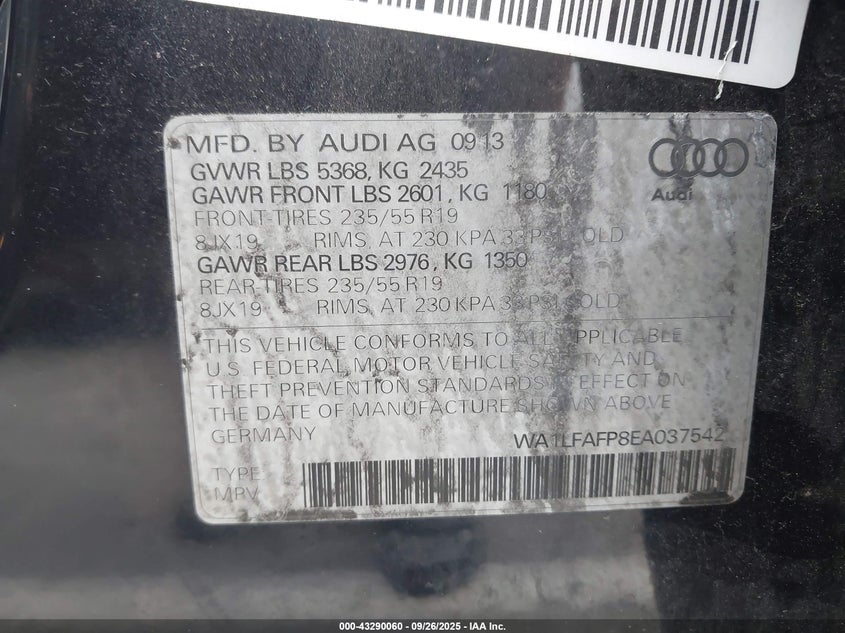 MFD. BY AUDI AG 09 13
GVWR LBS 5368, KG 2435
GAWR FRONT LBS 2601, KG 1180
FRONT-TIRES 235/55 R19
8JX19 RIMS, AT 230 KPA 33 PSI COLD
GAWR REAR LBS 2976, KG 1350
REAR-TIRES 235/55 R19
8JX19 RIMS, AT 230 KPA 33 PSI COLD
Audi
THIS VEHICLE CONFORMS TO ALL APPLICABLE
U.S. FEDERAL MOTOR VEHICLE SAFETY AND
THEFT PREVENTION STANDARDS IN EFFECT ON
THE DATE OF MANUFACTURE SHOWN ABOVE
GERMANY WA1LFAFP8EA037542
TYPE:
MPV
000-43290060 - 09/26/2025 - IAA Inc.